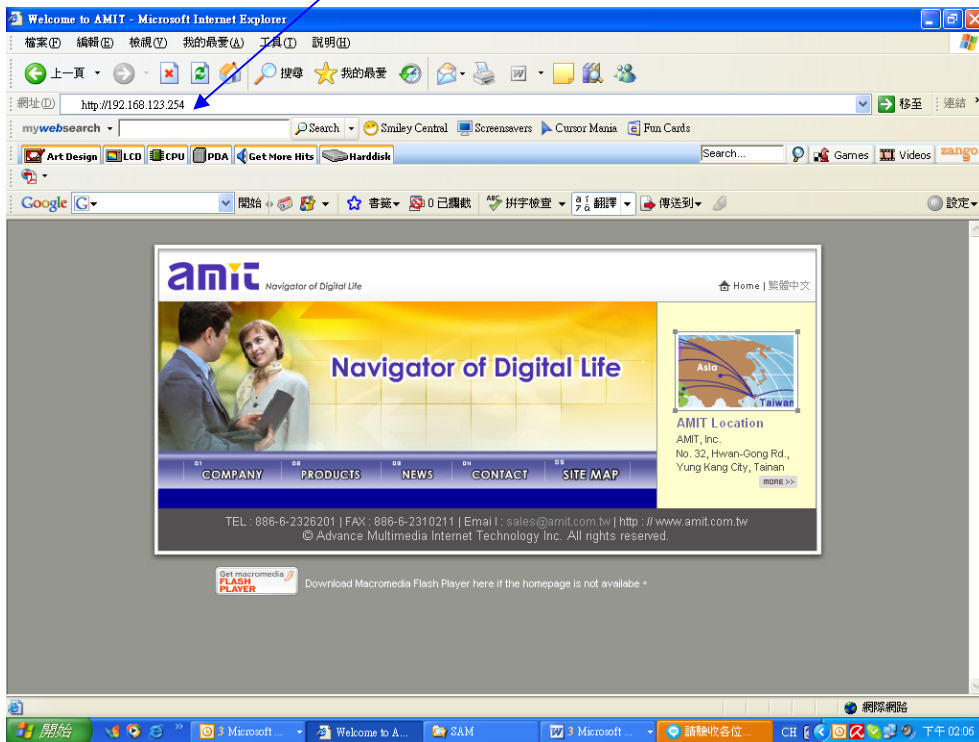 Welcome to AMIT - Microsoft Internet Explorer
檔案(F) 編輯(E) 檢視(V) 我的最愛(A) 工具(T) 說明(H)
上一頁 搜尋 我的最愛
網址(D) http://192.168.123.254 移至 連結 »
mywebsearch Search Smiley Central Screensavers Cursor Mania Fun Cards
Art Design LCD CPU PDA Get More Hits Harddisk Search... Games Videos zango
Google G 開始 書籤 0 已攔截 拼字檢查 翻譯 傳送到 設定
amit Navigator of Digital Life
Home | 繁體中文
Navigator of Digital Life
Asia
Taiwan
AMIT Location
AMIT, Inc.
No. 32, Hwan-Gong Rd.,
Yung Kang City, Tainan
MORE >>
01 COMPANY 02 PRODUCTS 03 NEWS 04 CONTACT 05 SITE MAP
TEL : 886-6-2326201 | FAX : 886-6-2310211 | Email : sales@amit.com.tw | http : // www.amit.com.tw
© Advance Multimedia Internet Technology Inc. All rights reserved.
Get macromedia FLASH PLAYER
Download Macromedia Flash Player here if the homepage is not availabe 。
網際網路
開始 » 3 Microsoft ... Welcome to A... SAM 3 Microsoft ... 請驗收各位... CH 下午 02:06